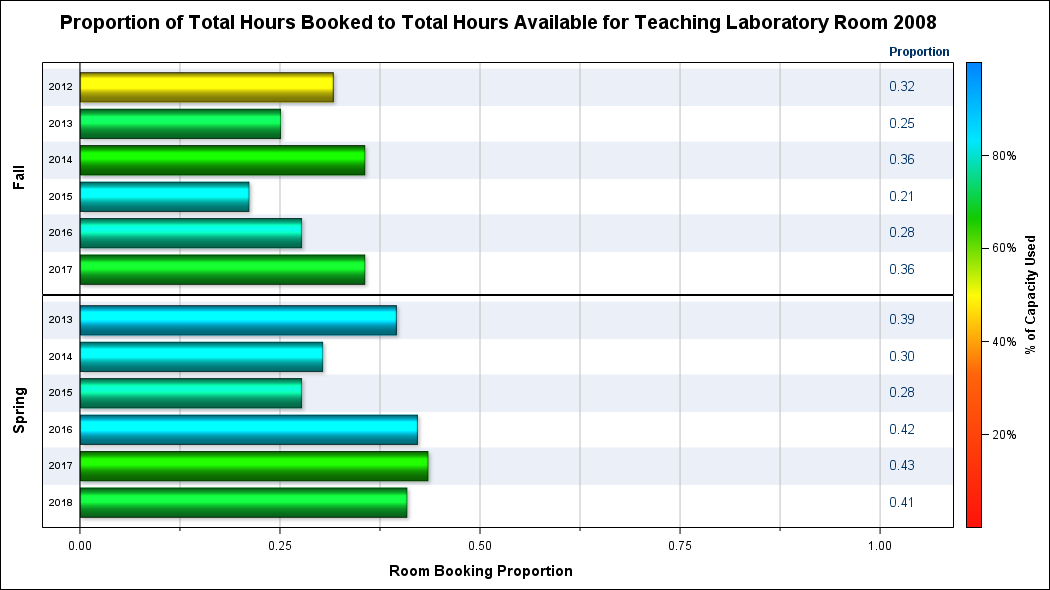 Proportion of Total Hours Booked to Total Hours Available for Teaching Laboratory Room 2008
Proportion
Fall
2012 0.32
2013 0.25
2014 0.36
2015 0.21
2016 0.28
2017 0.36
Spring
2013 0.39
2014 0.30
2015 0.28
2016 0.42
2017 0.43
2018 0.41
0.00 0.25 0.50 0.75 1.00
Room Booking Proportion
80%
60%
40%
20%
% of Capacity Used